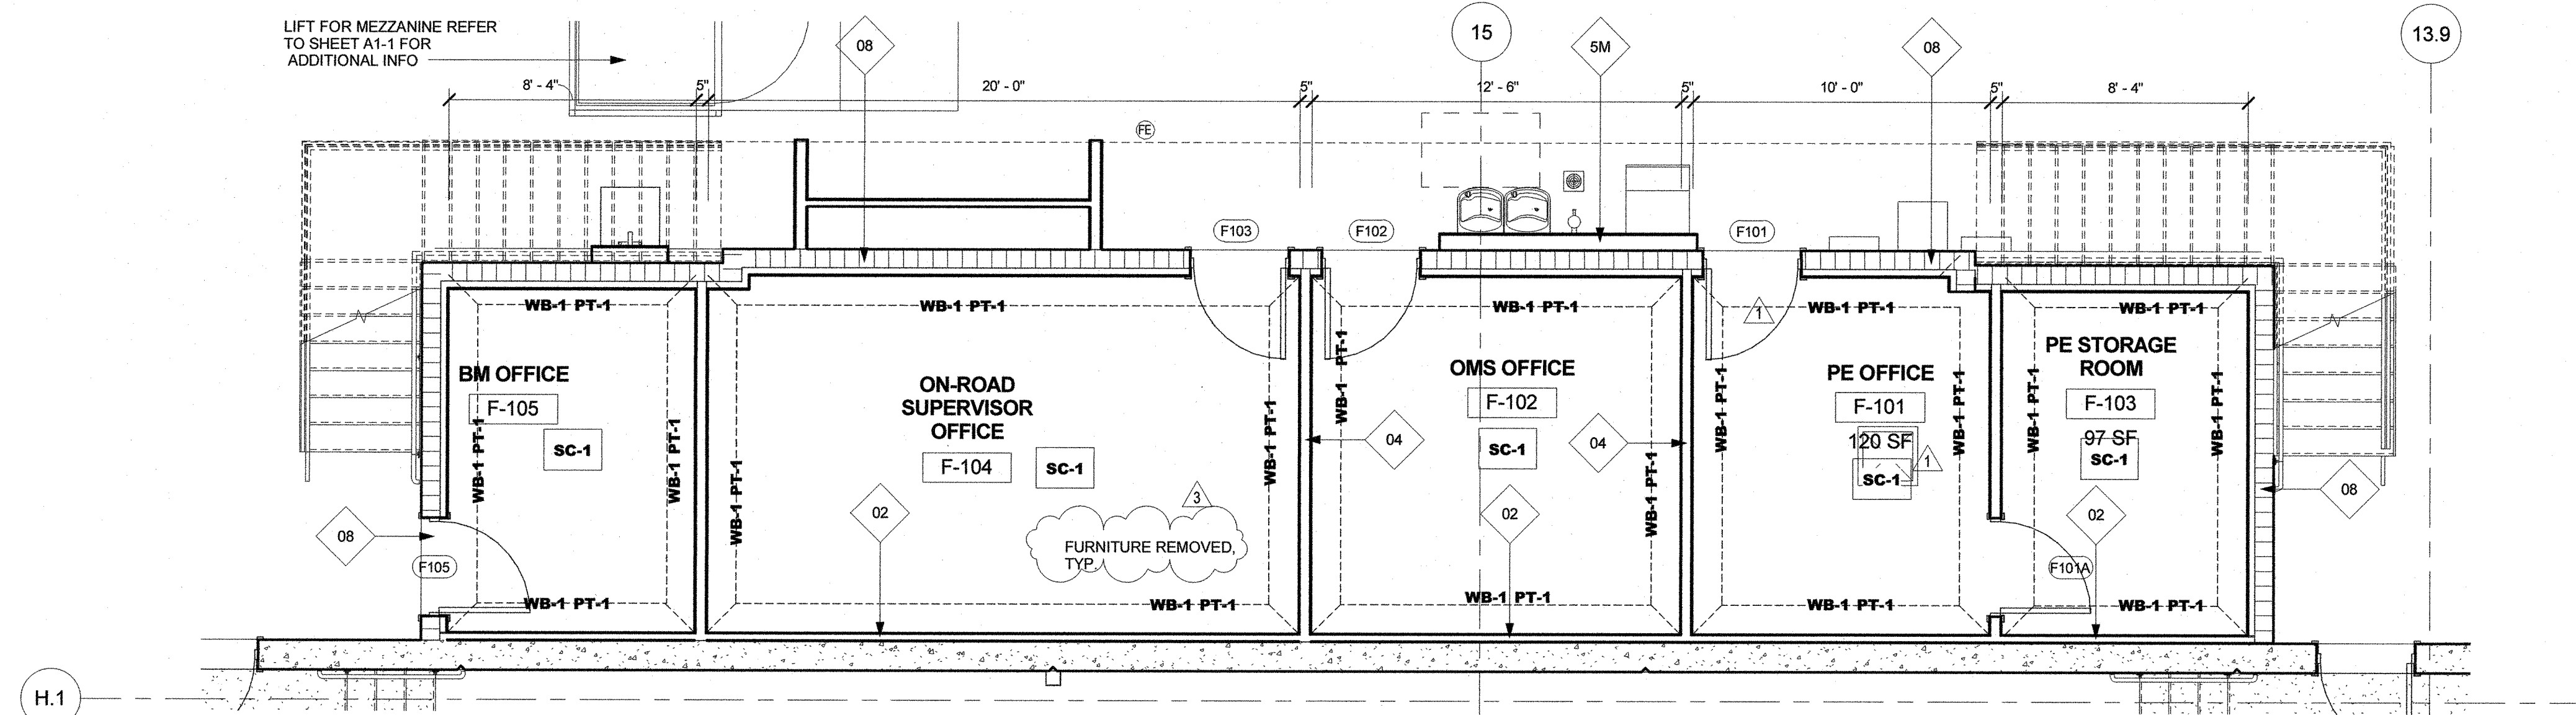 LIFT FOR MEZZANINE REFER
TO SHEET A1-1 FOR
ADDITIONAL INFO
08
15
5M
08
13.9
8' - 4"
5"
20' - 0"
5"
12' - 6"
5"
10' - 0"
5"
8' - 4"
FE
F103
F102
F101
WB-1 PT-1
WB-1 PT-1
WB-1 PT-1
WB-1 PT-1
WB-1 PT-1
1
BM OFFICE
F-105
SC-1
WB-1 PT-1
WB-1 PT-1
ON-ROAD
SUPERVISOR
OFFICE
F-104
SC-1
WB-1 PT-1
WB-1 PT-1
WB-1 PT-1
OMS OFFICE
F-102
SC-1
04
04
WB-1 PT-1
WB-1 PT-1
PE OFFICE
F-101
120 SF
SC-1
1
WB-1 PT-1
WB-1 PT-1
PE STORAGE
ROOM
F-103
97 SF
SC-1
WB-1 PT-1
08
08
02
3
FURNITURE REMOVED,
TYP.
02
02
F105
F101A
WB-1 PT-1
WB-1 PT-1
WB-1 PT-1
WB-1 PT-1
WB-1 PT-1
H.1